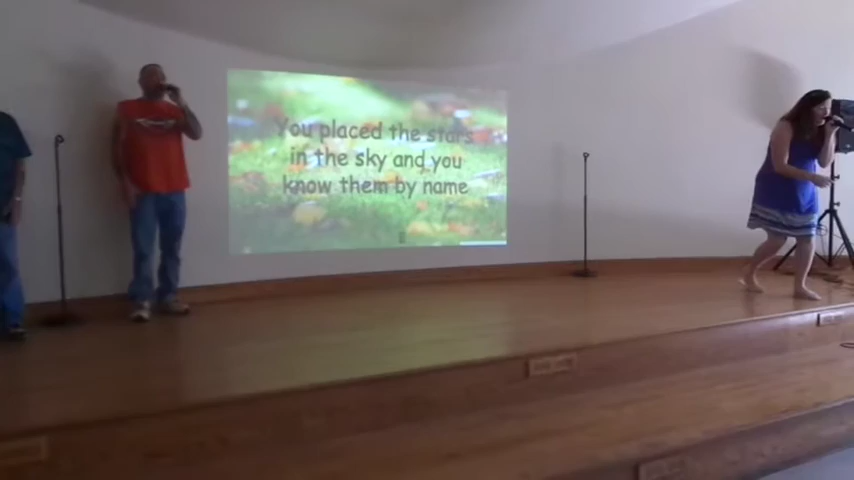 You placed the stars
in the sky and you
know them by name